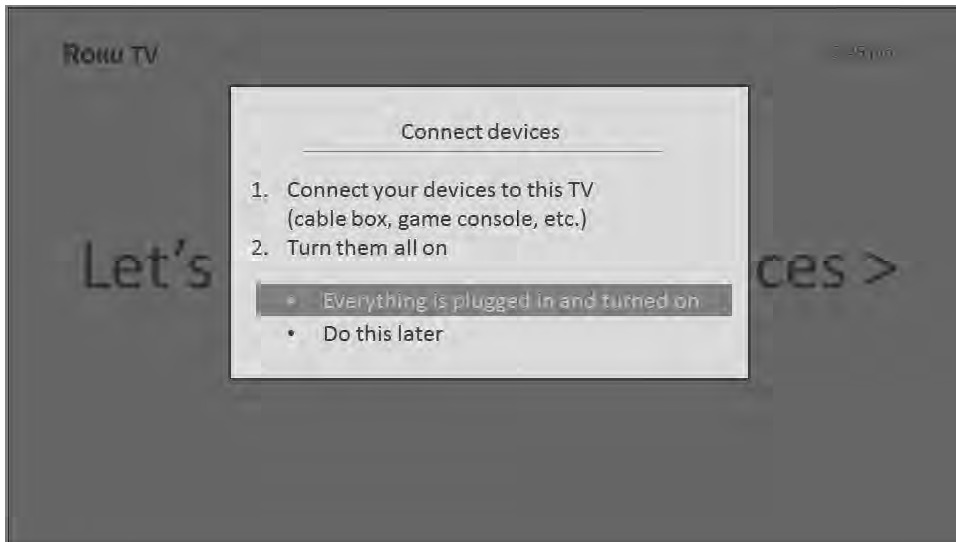 Roku TV
Connect devices
1. Connect your devices to this TV
(cable box, game console, etc.)
2. Turn them all on
Let's ces >
• Everything is plugged in and turned on
• Do this later